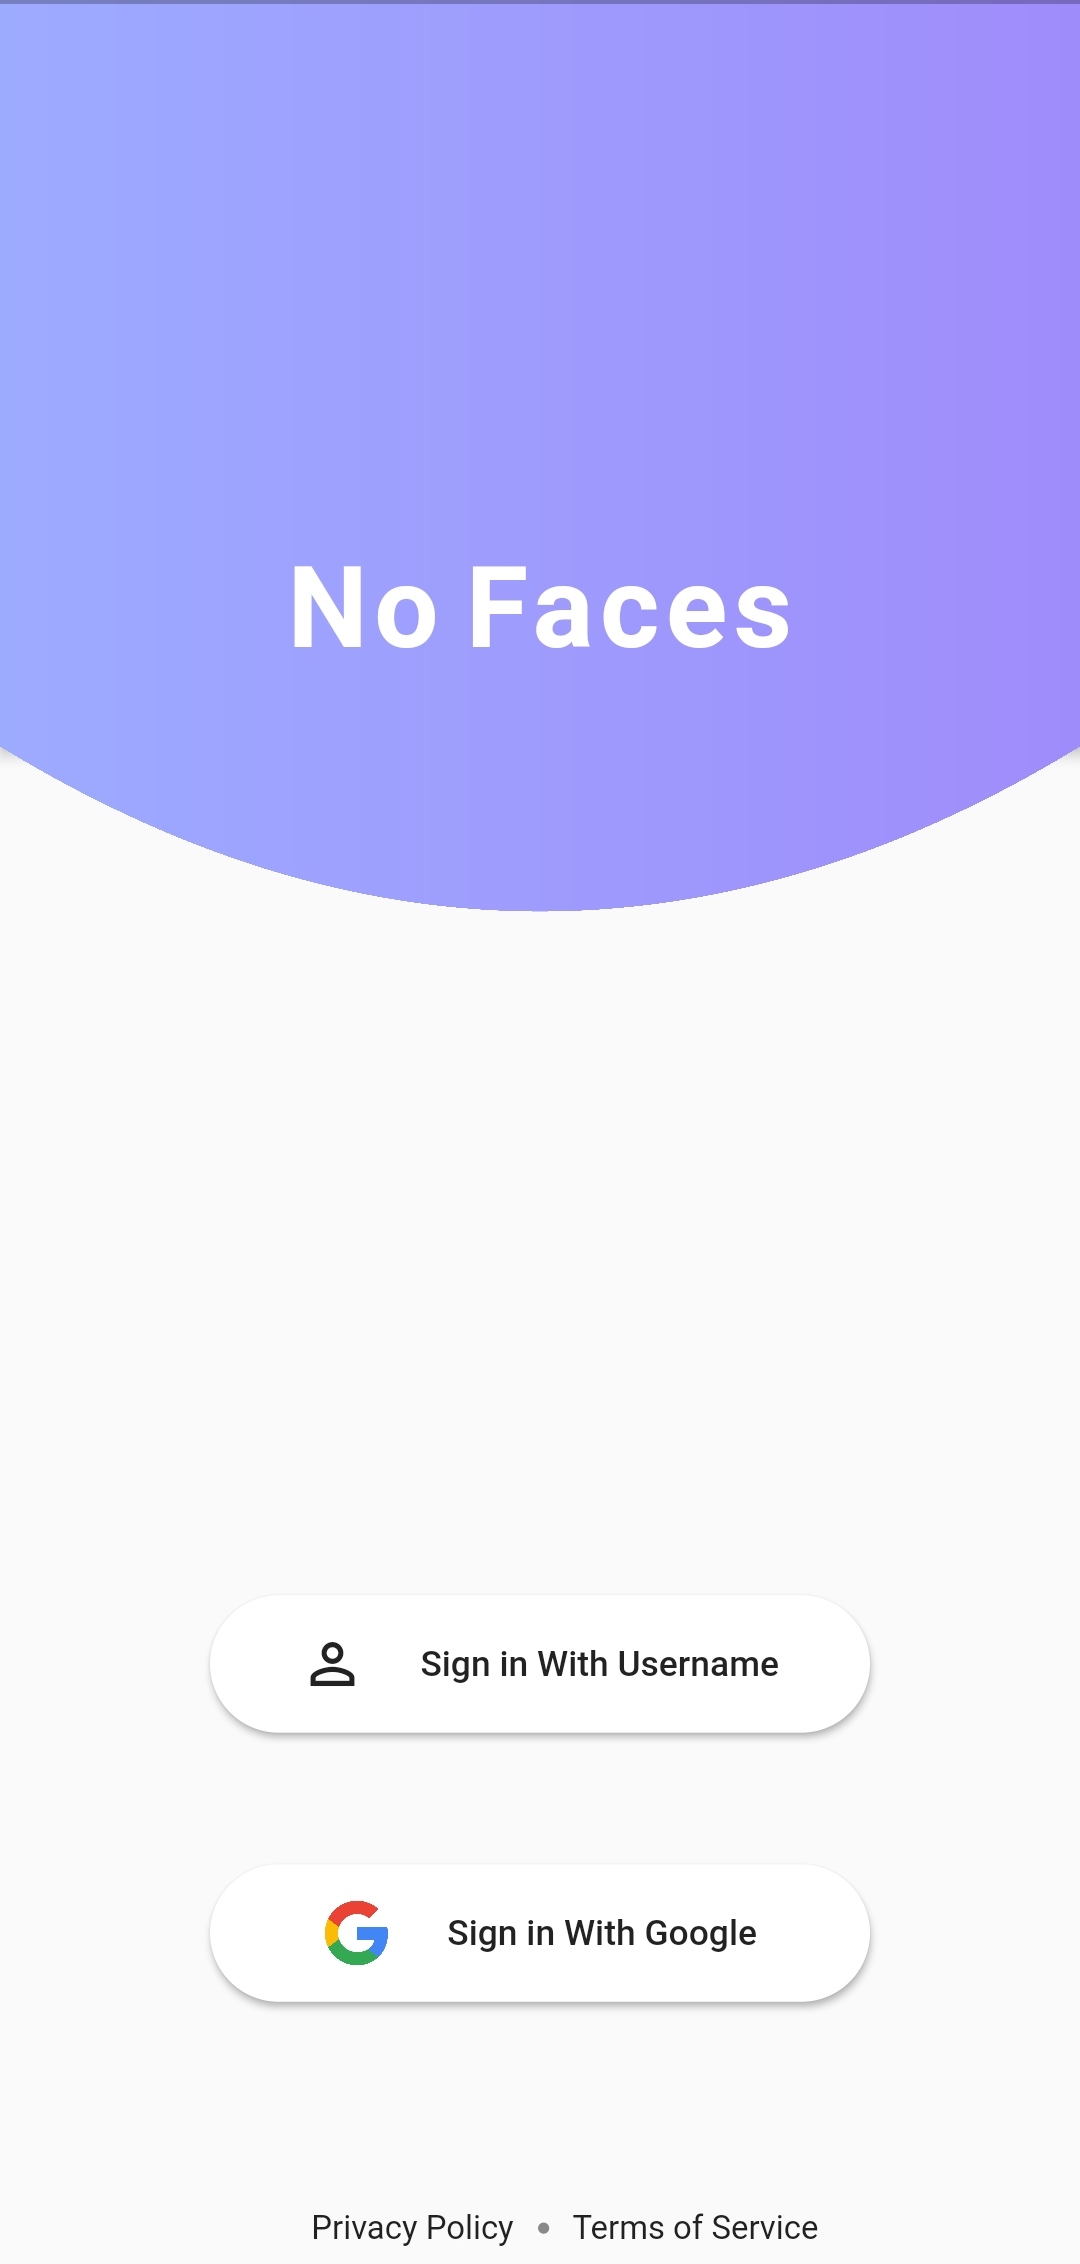 No Faces
Sign in With Username
Sign in With Google
Privacy Policy • Terms of Service